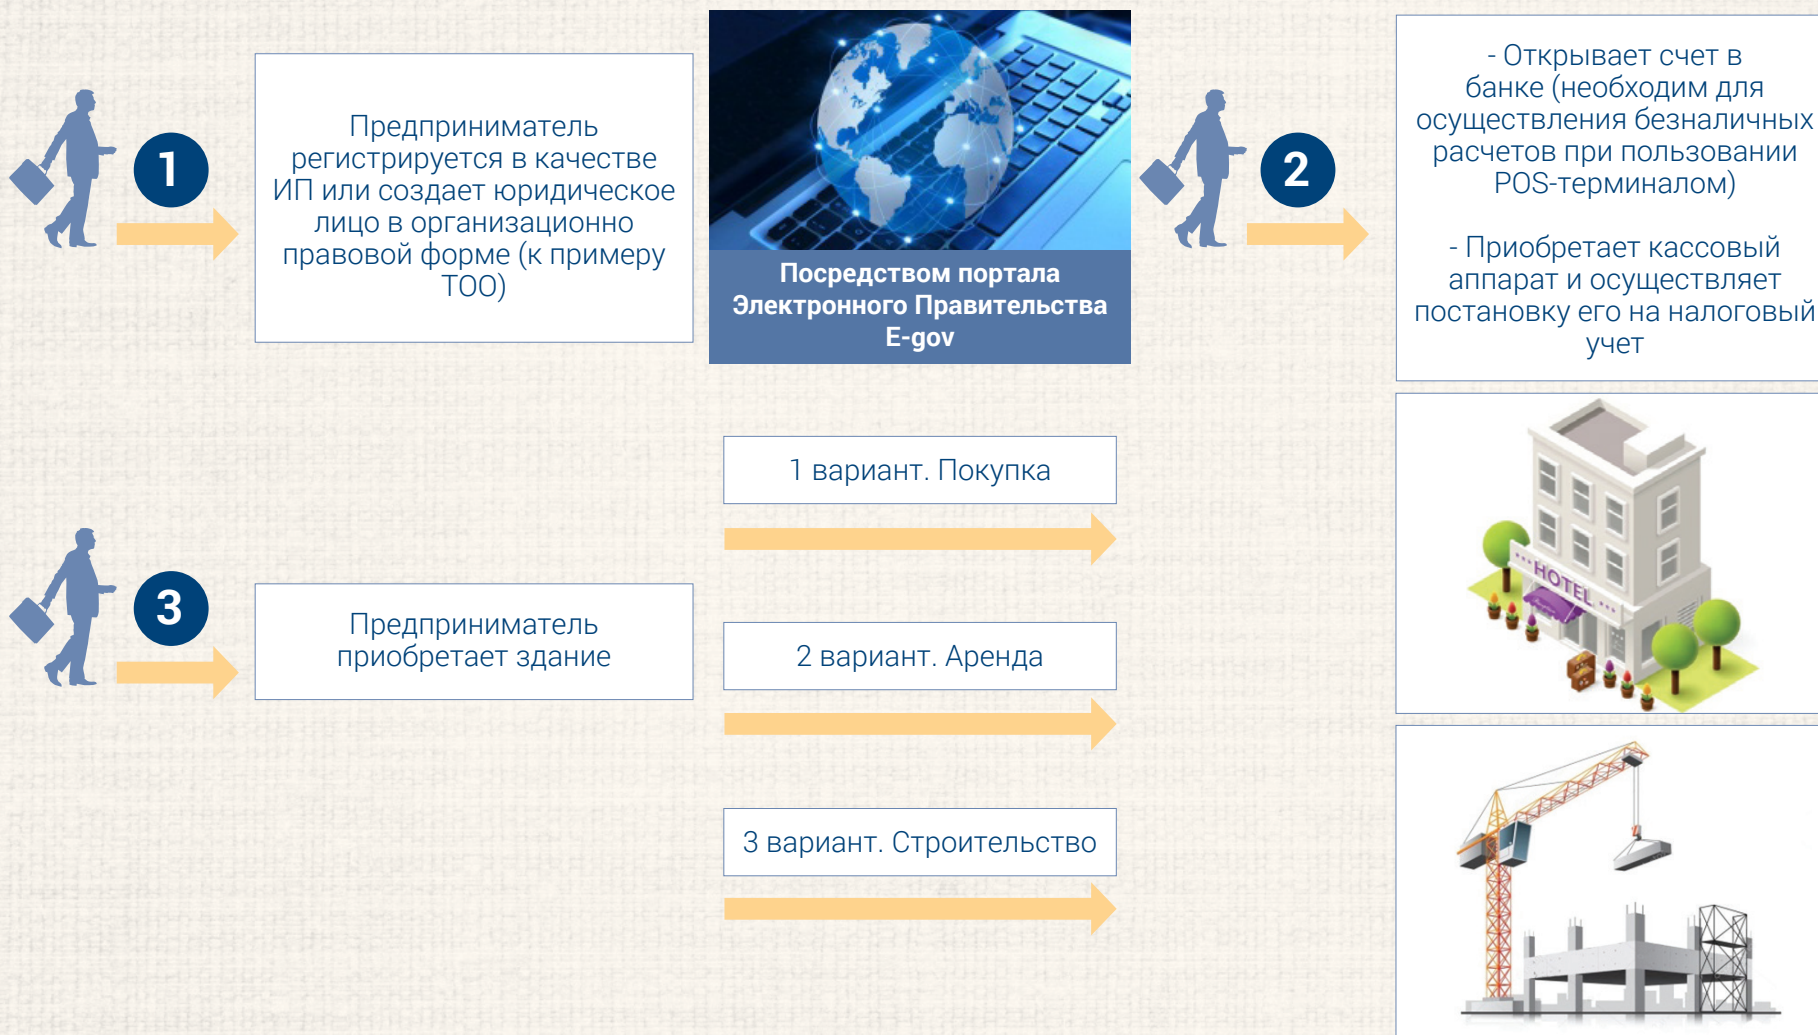 1
Предприниматель
регистрируется в качестве
ИП или создает юридическое
лицо в организационно
правовой форме (к примеру
ТОО)
Посредством портала
Электронного Правительства
E-gov
2
- Открывает счет в
банке (необходим для
осуществления безналичных
расчетов при пользовании
POS-терминалом)
- Приобретает кассовый
аппарат и осуществляет
постановку его на налоговый
учет
3
Предприниматель
приобретает здание
1 вариант. Покупка
2 вариант. Аренда
3 вариант. Строительство
HOTEL